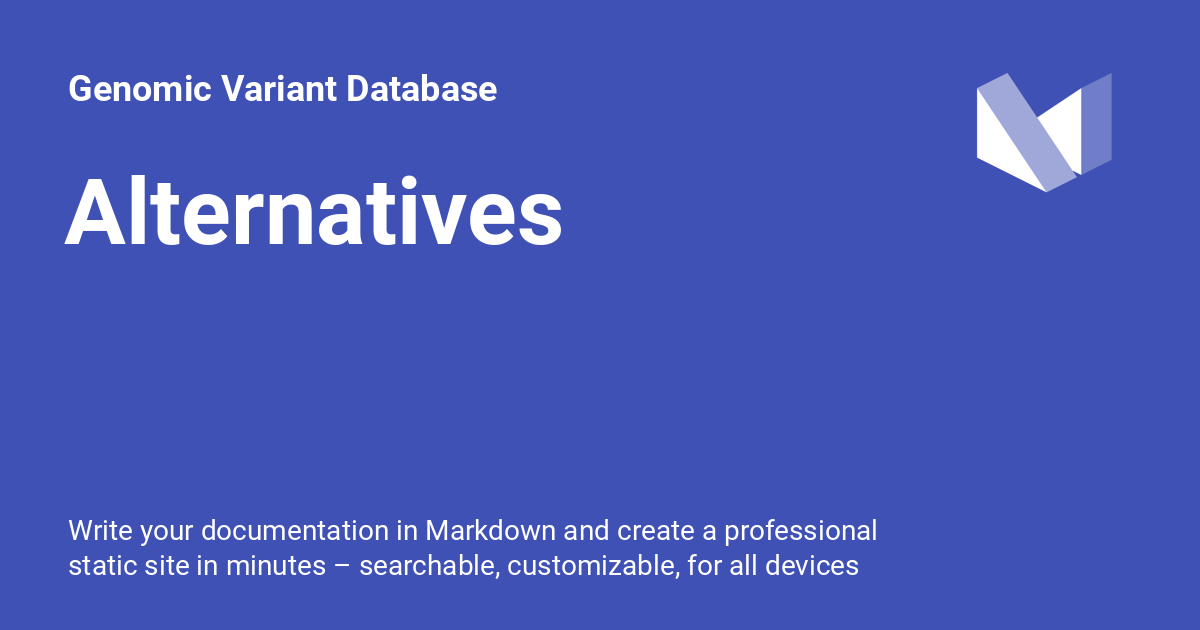 Genomic Variant Database
Alternatives
Write your documentation in Markdown and create a professional
static site in minutes – searchable, customizable, for all devices